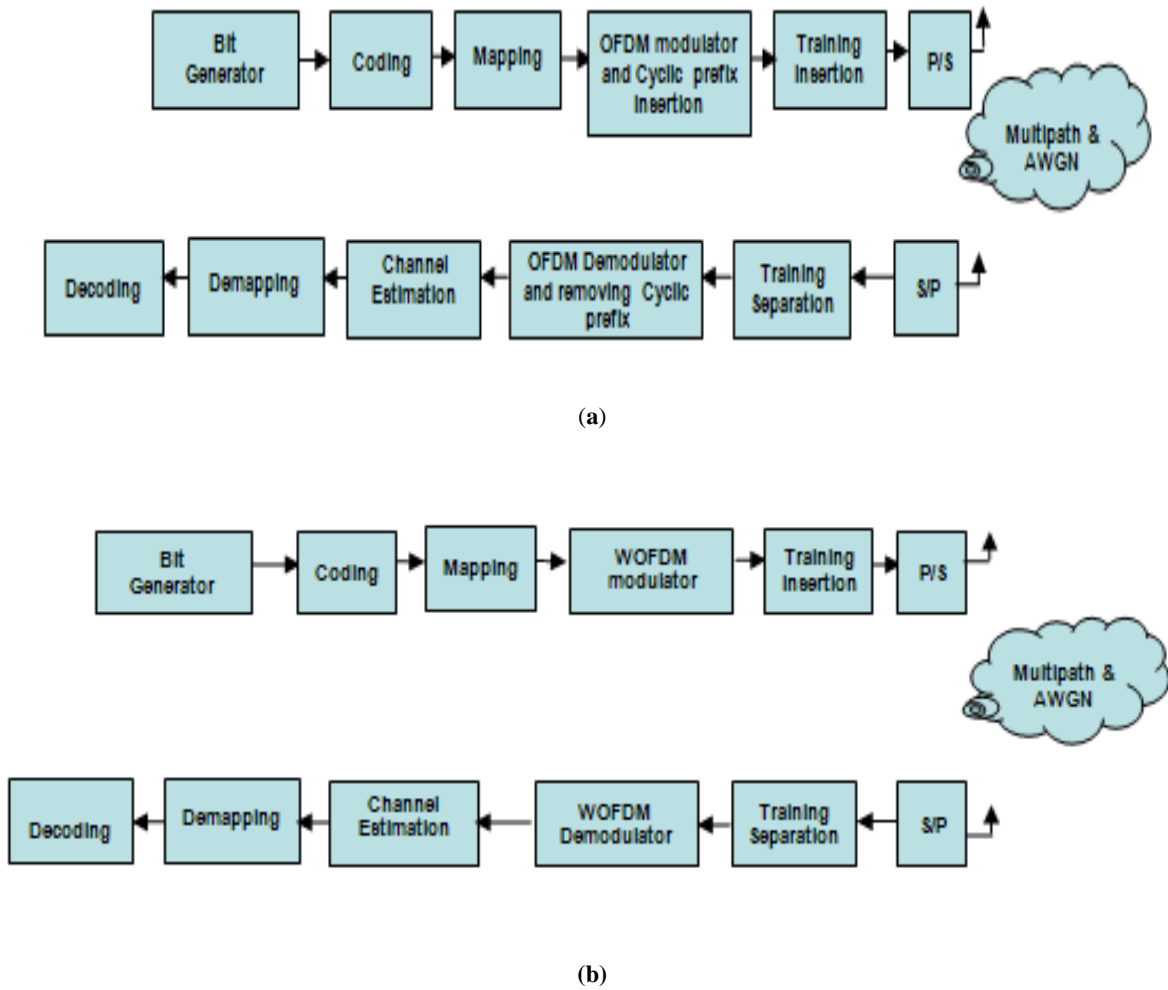 Bit
Generator
Coding
Mapping
OFDM modulator
and Cyclic prefix
Insertion
Training
Insertion
P/S
Multipath &
AWGN
Decoding
Demapping
Channel
Estimation
OFDM Demodulator
and removing Cyclic
prefix
Training
Separation
S/P
(a)
Bit
Generator
Coding
Mapping
WOFDM
modulator
Training
Insertion
P/S
Multipath &
AWGN
Decoding
Demapping
Channel
Estimation
WOFDM
Demodulator
Training
Separation
S/P
(b)